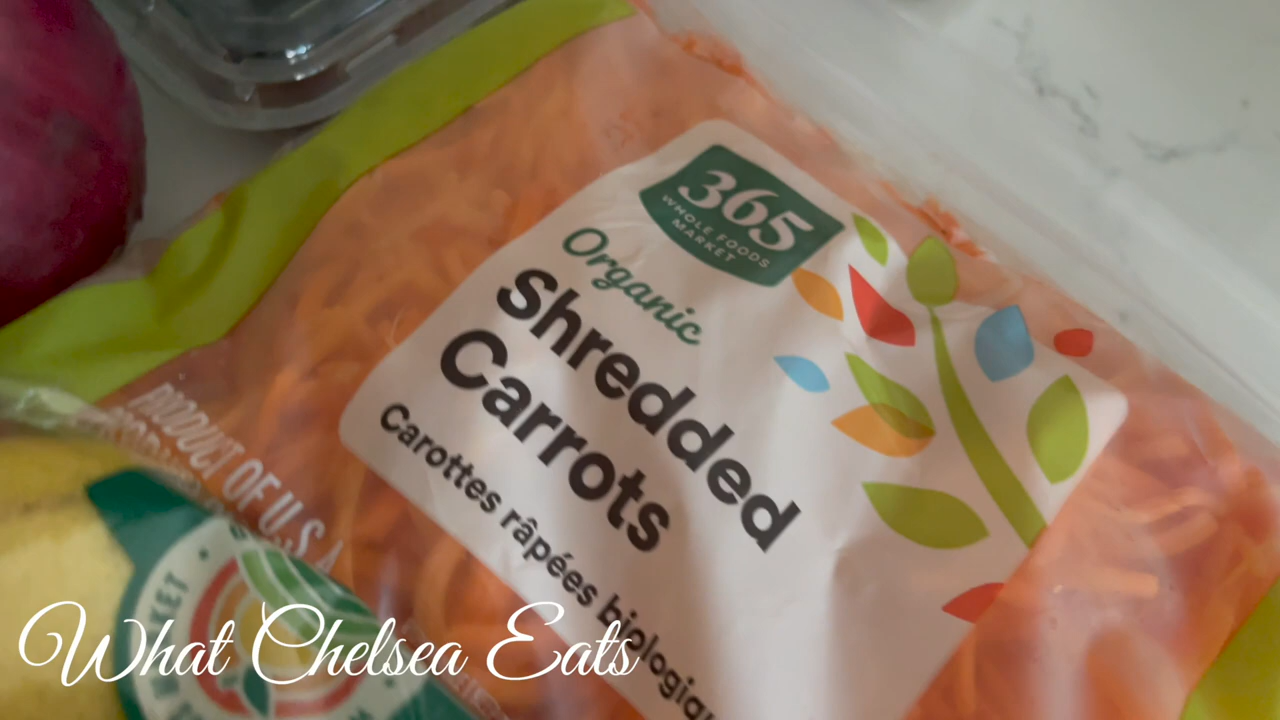 365
WHOLE FOODS
MARKET
Organic
Shredded
Carrots
Carottes râpées
PRODUCT OF U.S.A
What Chelsea Eats